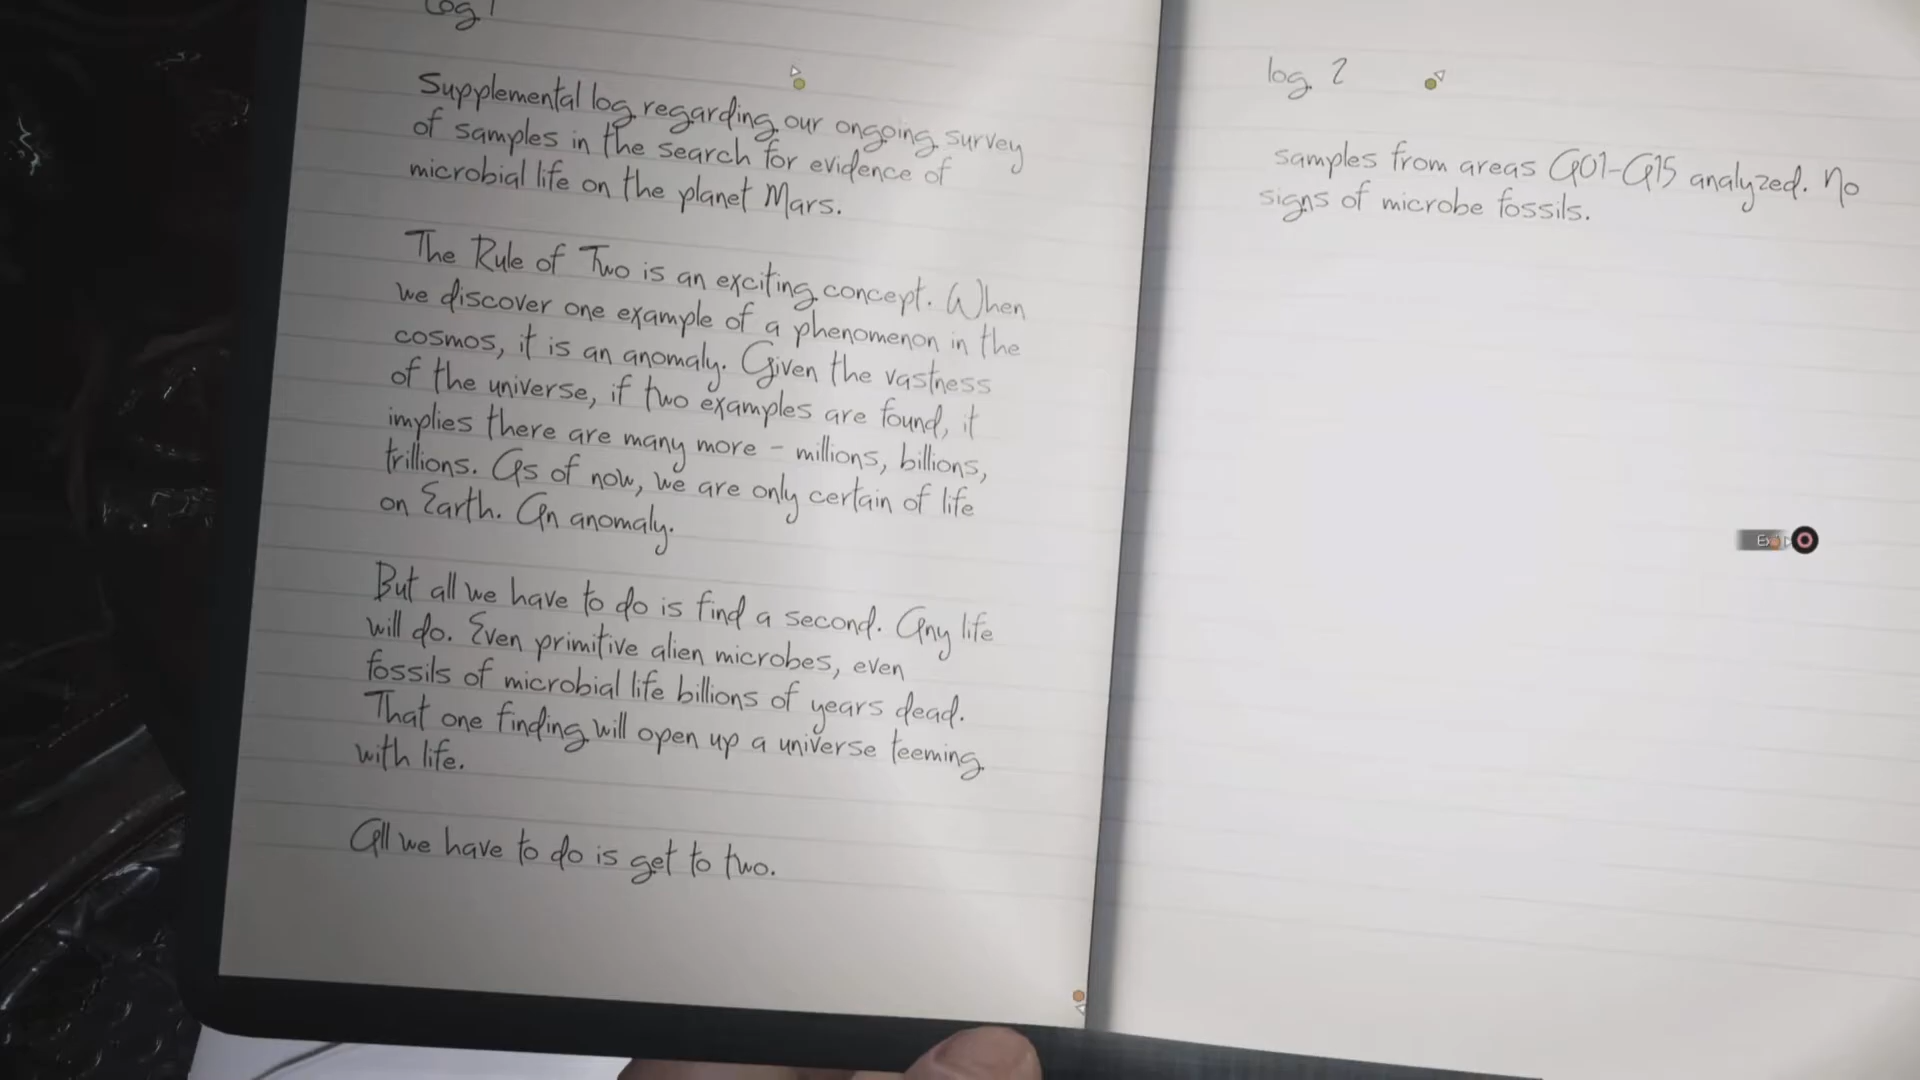 Log 1
Supplemental log regarding our ongoing survey
of samples in the search for evidence of
microbial life on the planet Mars.
The Rule of Two is an exciting concept. When
we discover one example of a phenomenon in the
cosmos, it is an anomaly. Given the vastness
of the universe, if two examples are found, it
implies there are many more - millions, billions,
trillions. As of now, we are only certain of life
on Earth. An anomaly.
But all we have to do is find a second. Any life
will do. Even primitive alien microbes, even
fossils of microbial life billions of years dead.
That one finding will open up a universe teeming
with life.
All we have to do is get to two.
log 2
samples from areas A01-A15 analyzed. No
signs of microbe fossils.